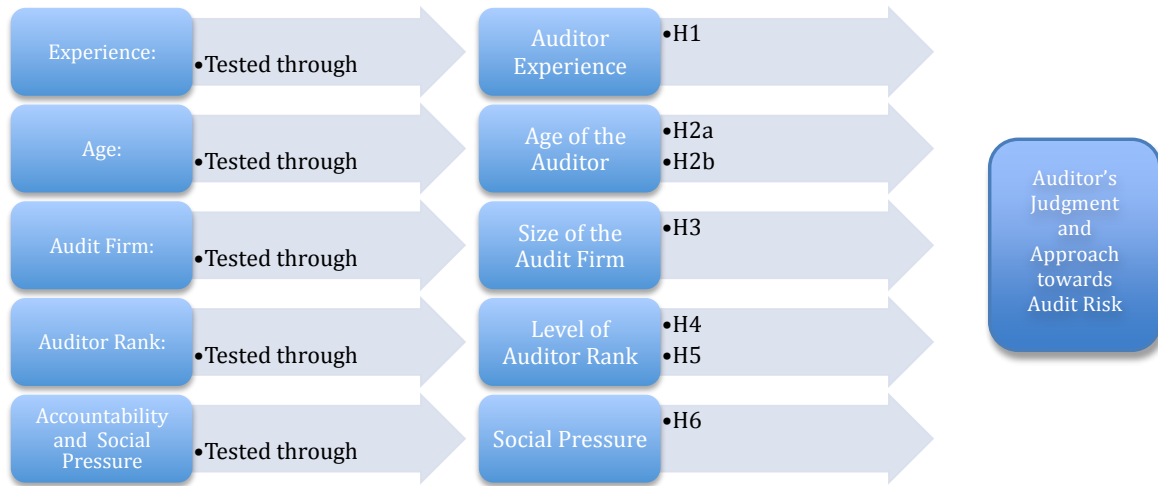 Experience:
•Tested through
Auditor
Experience
•H1
Age:
•Tested through
Age of the
Auditor
•H2a
•H2b
Audit Firm:
•Tested through
Size of the
Audit Firm
•H3
Auditor Rank:
•Tested through
Level of
Auditor Rank
•H4
•H5
Accountability
and Social
Pressure
•Tested through
Social Pressure
•H6
Auditor's
Judgment
and
Approach
towards
Audit Risk